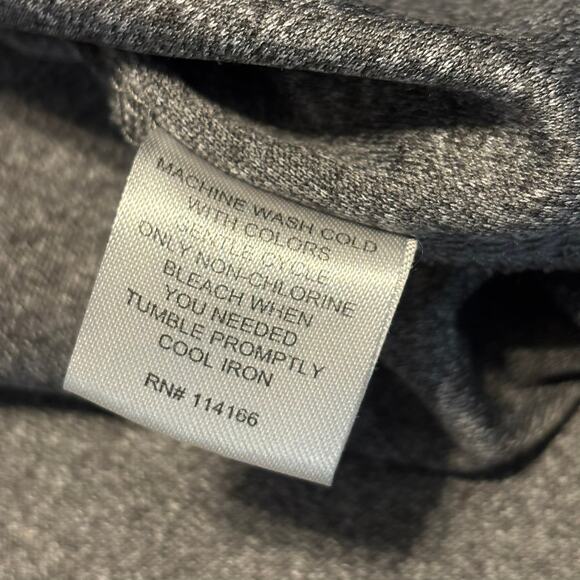 MACHINE WASH COLD
WITH COLORS
GENTLE CYCLE
ONLY NON-CHLORINE
BLEACH WHEN
YOU NEEDED
TUMBLE PROMPTLY
COOL IRON
RN# 114166